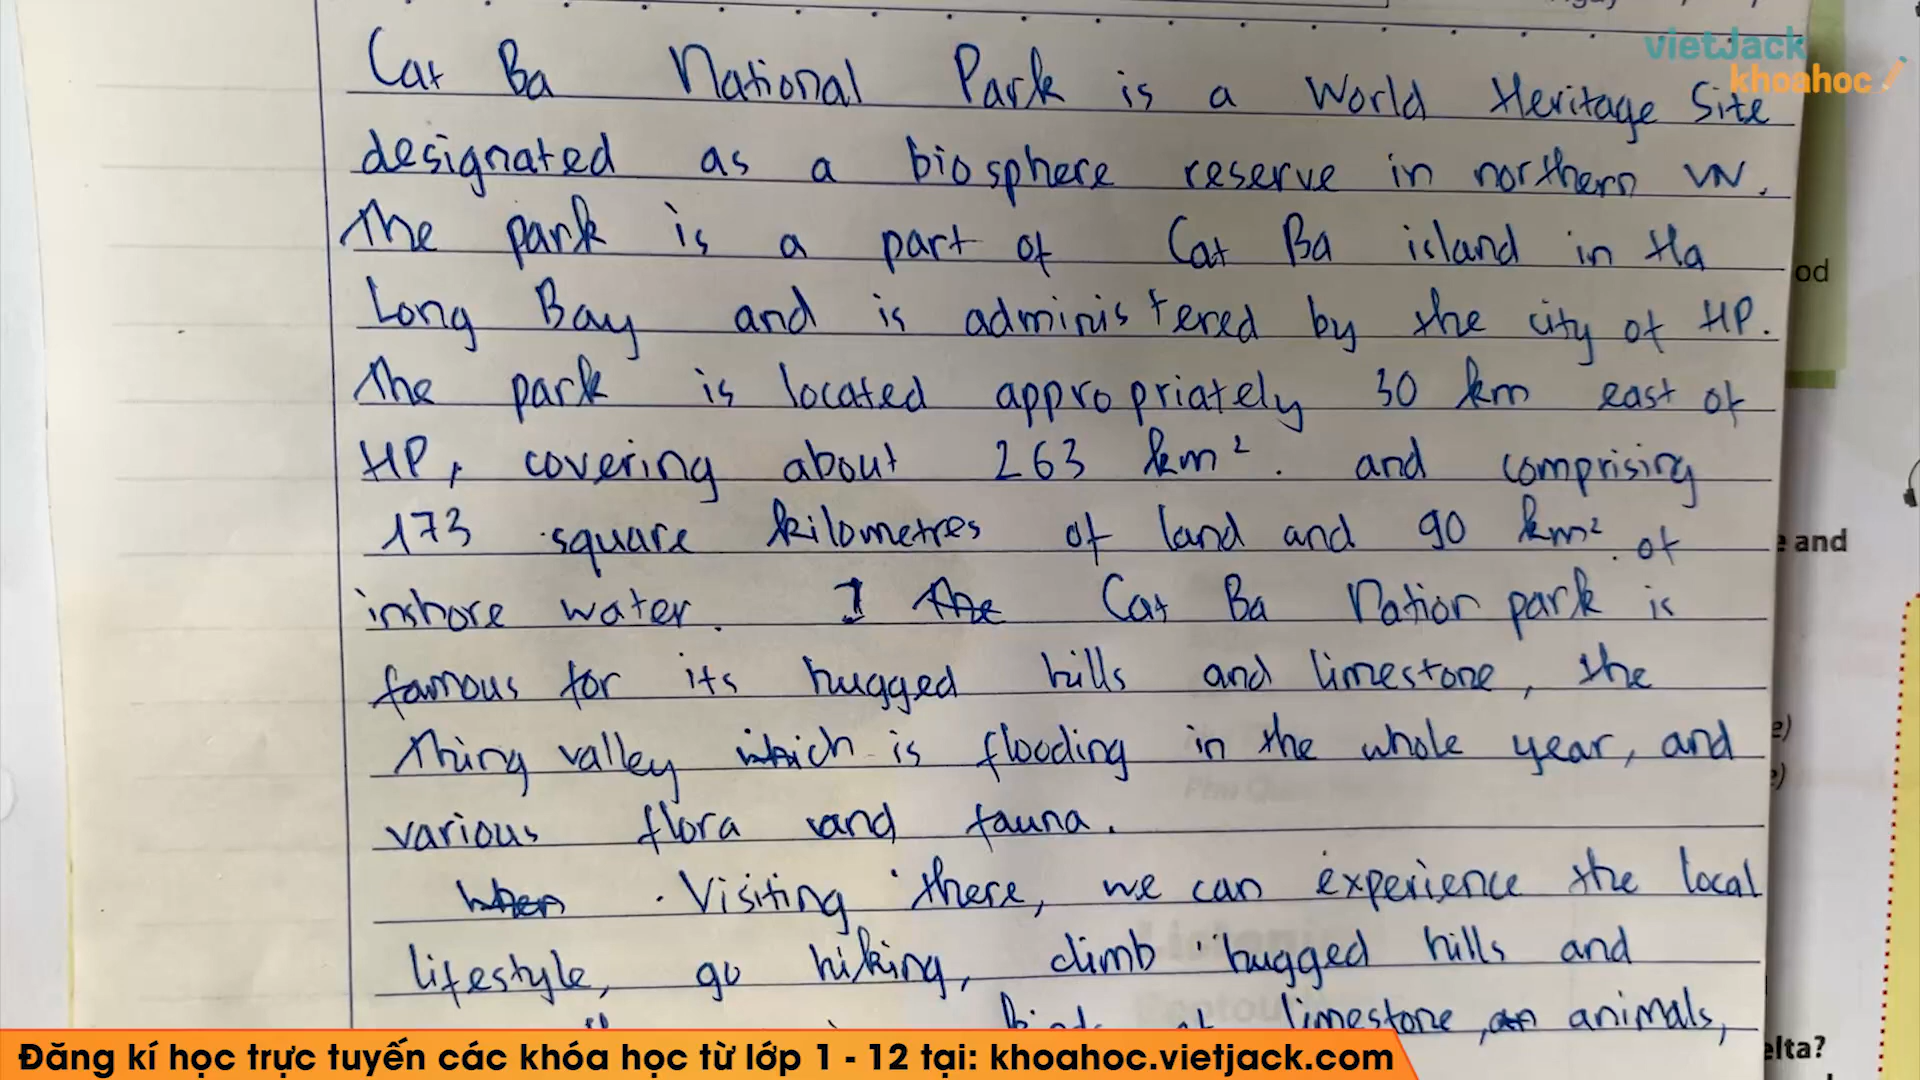 vietJack
khoahoc
Cat Ba National Park is a World Heritage Site
designated as a biosphere reserve in northern VN.
The park is a part of Cat Ba island in Ha
Long Bay and is administered by the city of HP.
od
The park is located appropriately 30 km east of
HP, covering about 263 km². and comprising
173 square kilometres of land and 90 km². of
e and
inshore water. I the Cat Ba Nation park is
famous for its hugged hills and limestone, the
Thing valley which is flooding in the whole year, and
e)
e)
various flora and fauna.
when Visiting there, we can experience the local
lifestyle, go hiking, climb hugged hills and
limestone, an animals,
elta?
Đăng kí học trực tuyến các khóa học từ lớp 1 - 12 tại: khoahoc.vietjack.com